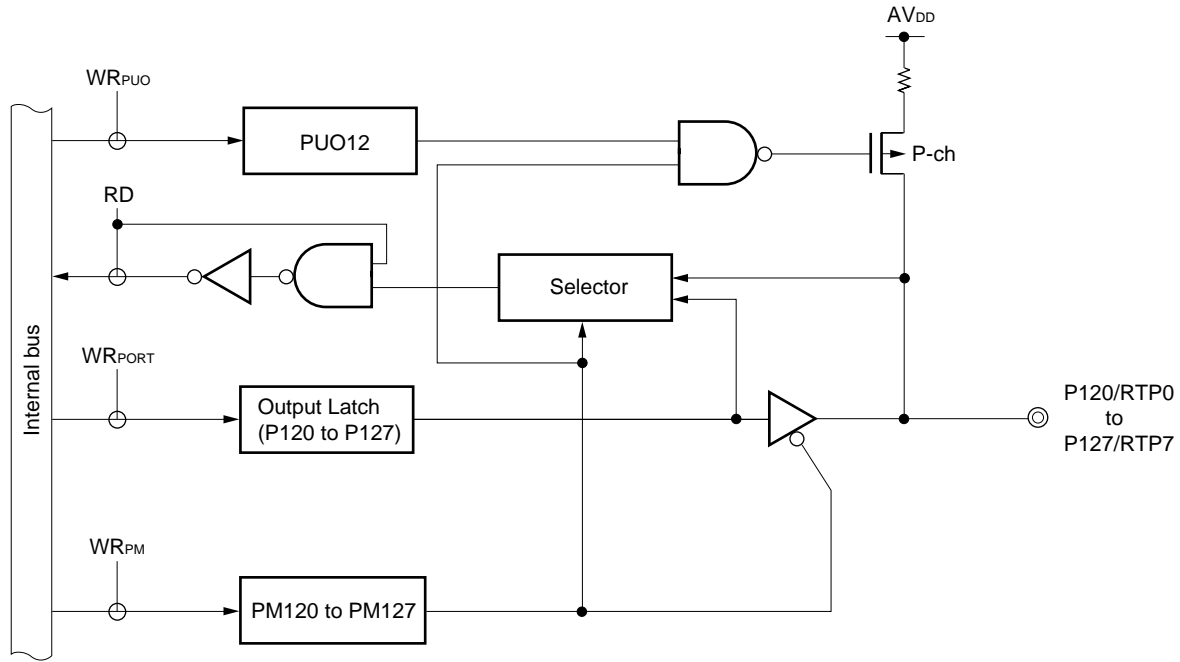 AVDD
WRPUO
PUO12
P-ch
RD
Selector
Internal bus
WRPORT
Output Latch
(P120 to P127)
P120/RTP0
to
P127/RTP7
WRPM
PM120 to PM127